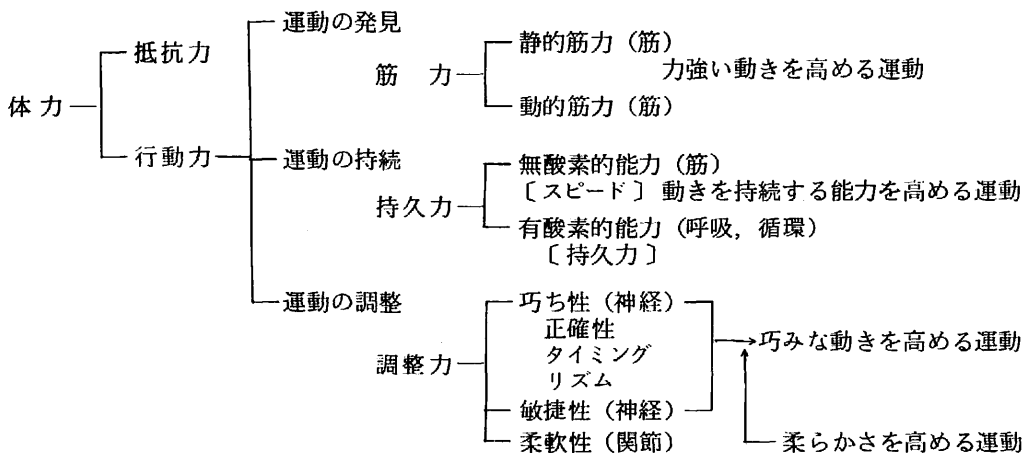 運動の発見
抵抗力
静的筋力(筋)
筋 力
力強い動きを高める運動
体力
動的筋力(筋)
行動力
運動の持続
無酸素的能力(筋)
〔スピード〕動きを持続する能力を高める運動
持久力
有酸素的能力(呼吸,循環)
〔持久力〕
運動の調整
巧ち性(神経)
正確性
巧みな動きを高める運動
タイミング
調整力
リズム
敏捷性(神経)
柔軟性(関節)
柔らかさを高める運動